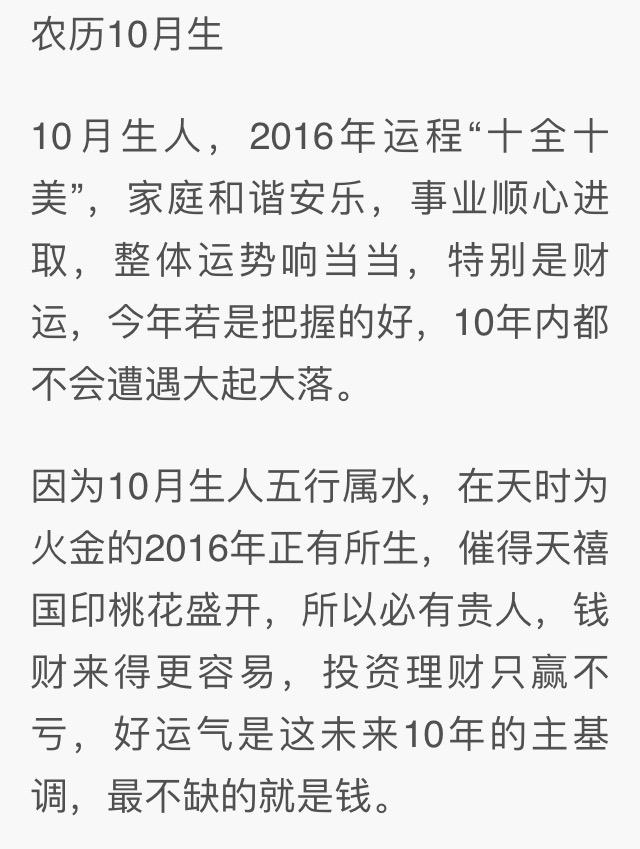 农历10月生
10月生人，2016年运程“十全十
美”，家庭和谐安乐，事业顺心进
取，整体运势响当当，特别是财
运，今年若是把握的好，10年内都
不会遭遇大起大落。
因为10月生人五行属水，在天时为
火金的2016年正有所生，催得天禧
国印桃花盛开，所以必有贵人，钱
财来得更容易，投资理财只赢不
亏，好运气是这未来10年的主基
调，最不缺的就是钱。